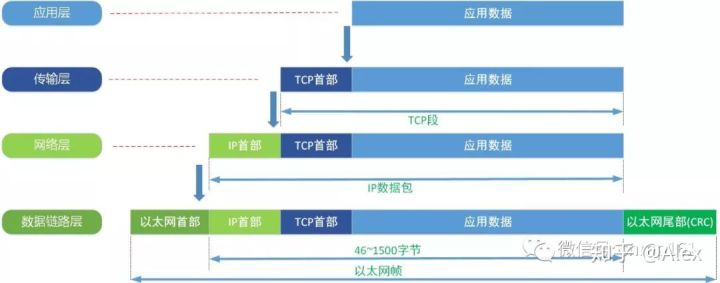 应用层 应用数据
传输层 TCP首部 应用数据
TCP段
网络层 IP首部 TCP首部 应用数据
IP数据包
数据链路层 以太网首部 IP首部 TCP首部 应用数据 以太网尾部(CRC)
46~1500字节
以太网帧
知乎 @Alex